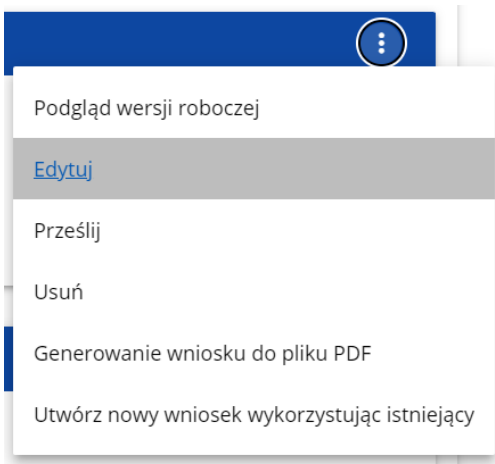 Podgląd wersji roboczej
Edytuj
Prześlij
Usuń
Generowanie wniosku do pliku PDF
Utwórz nowy wniosek wykorzystując istniejący